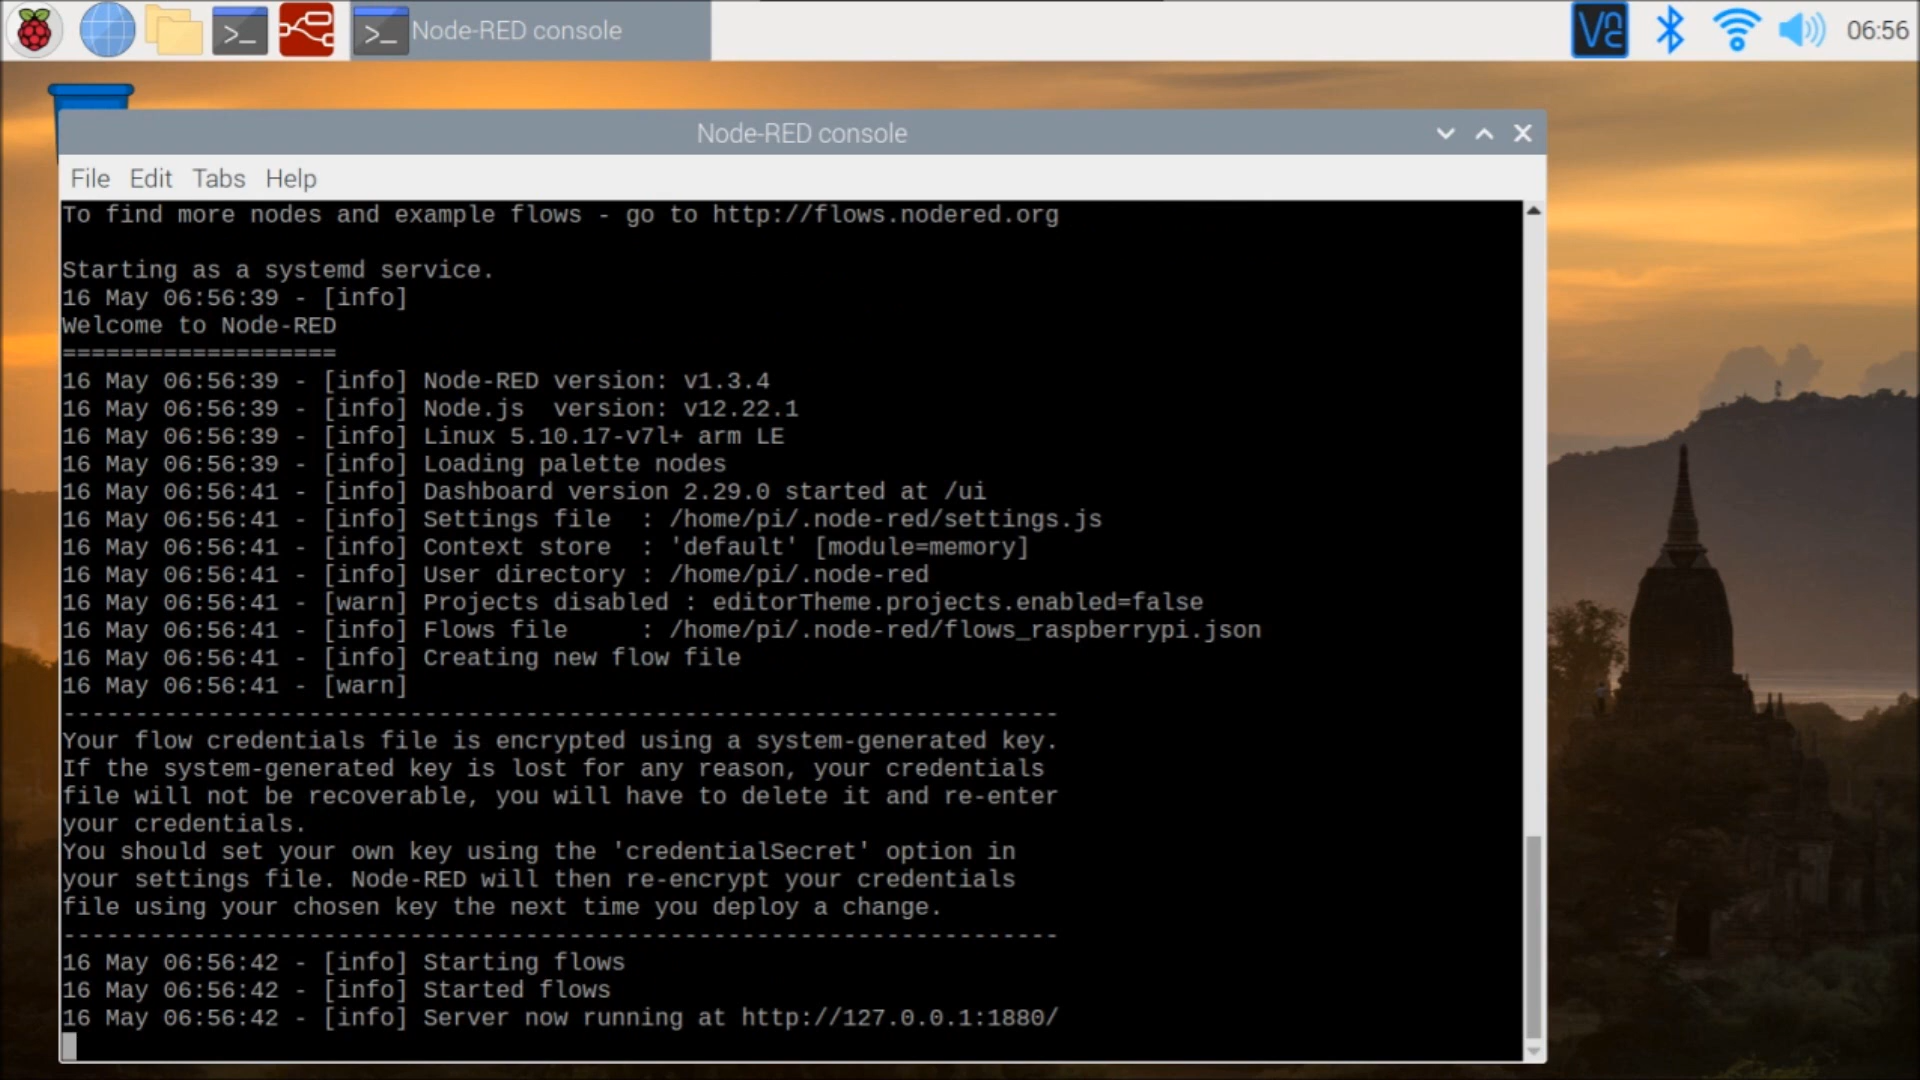 Node-RED console
06:56
Node-RED console
File Edit Tabs Help
To find more nodes and example flows - go to http://flows.nodered.org
Starting as a systemd service.
16 May 06:56:39 - [info]
Welcome to Node-RED
===================
16 May 06:56:39 - [info] Node-RED version: v1.3.4
16 May 06:56:39 - [info] Node.js  version: v12.22.1
16 May 06:56:39 - [info] Linux 5.10.17-v7l+ arm LE
16 May 06:56:39 - [info] Loading palette nodes
16 May 06:56:41 - [info] Dashboard version 2.29.0 started at /ui
16 May 06:56:41 - [info] Settings file  : /home/pi/.node-red/settings.js
16 May 06:56:41 - [info] Context store  : 'default' [module=memory]
16 May 06:56:41 - [info] User directory : /home/pi/.node-red
16 May 06:56:41 - [warn] Projects disabled : editorTheme.projects.enabled=false
16 May 06:56:41 - [info] Flows file     : /home/pi/.node-red/flows_raspberrypi.json
16 May 06:56:41 - [info] Creating new flow file
16 May 06:56:41 - [warn]
---------------------------------------------------------------------
Your flow credentials file is encrypted using a system-generated key.
If the system-generated key is lost for any reason, your credentials
file will not be recoverable, you will have to delete it and re-enter
your credentials.
You should set your own key using the 'credentialSecret' option in
your settings file. Node-RED will then re-encrypt your credentials
file using your chosen key the next time you deploy a change.
---------------------------------------------------------------------
16 May 06:56:42 - [info] Starting flows
16 May 06:56:42 - [info] Started flows
16 May 06:56:42 - [info] Server now running at http://127.0.0.1:1880/